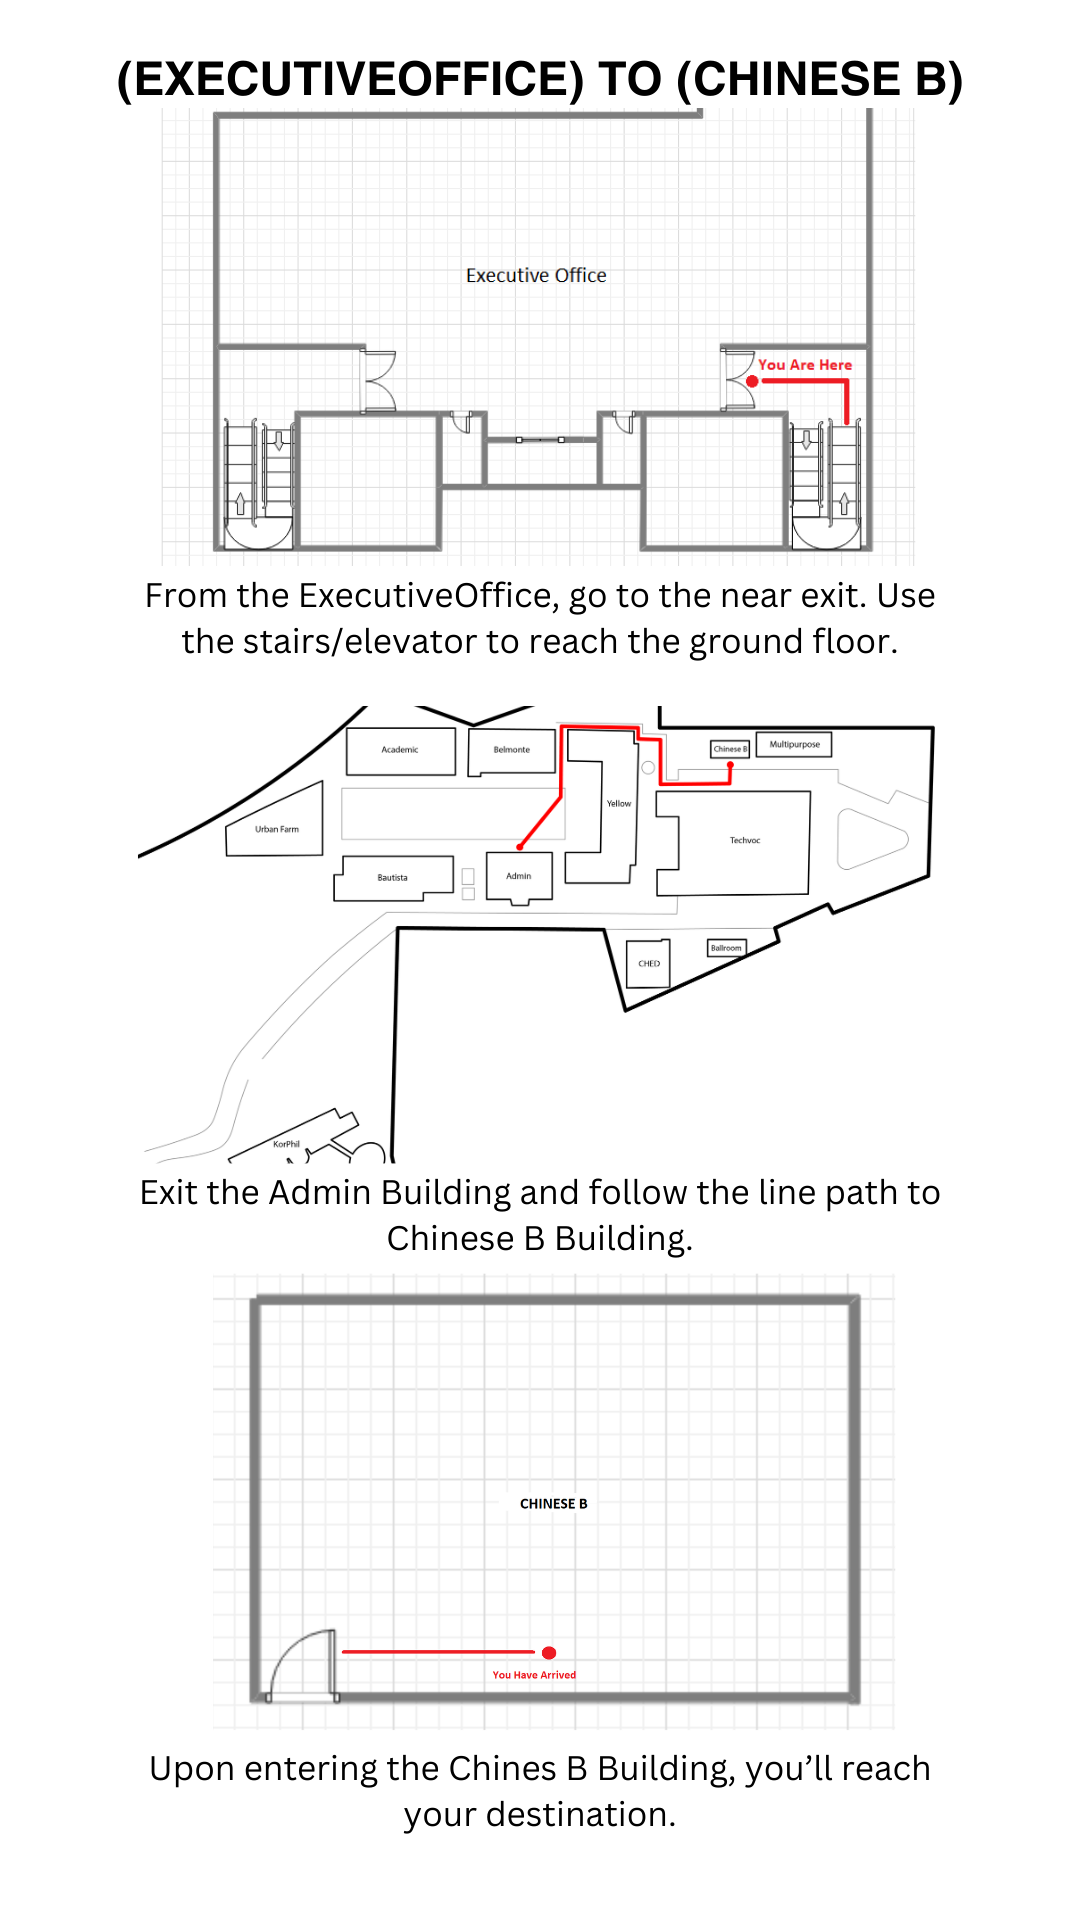 (EXECUTIVEOFFICE) TO (CHINESE B)
Executive Office
You Are Here
From the ExecutiveOffice, go to the near exit. Use
the stairs/elevator to reach the ground floor.
Academic
Belmonte
Chinese B
Multipurpose
Urban Farm
Yellow
Techvoc
Bautista
Admin
CHED
Ballroom
KorPhil
Exit the Admin Building and follow the line path to
Chinese B Building.
CHINESE B
You Have Arrived
Upon entering the Chines B Building, you’ll reach
your destination.